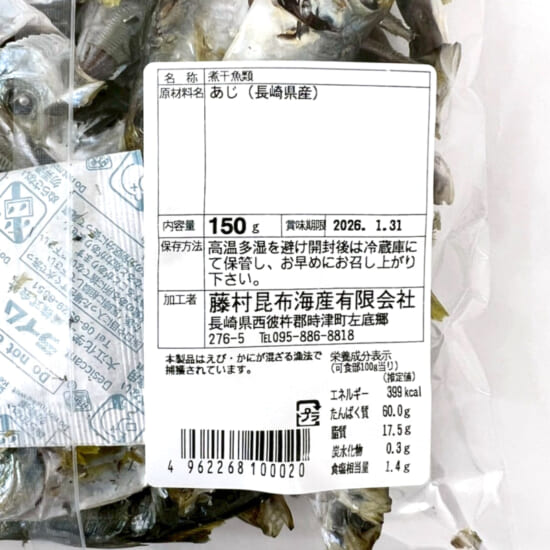 名称 煮干魚類
原材料名 あじ（長崎県産）
内容量 150g 賞味期限 2026. 1.31
保存方法 高温多湿を避け開封後は冷蔵庫に
て保管し、お早めにお召し上がり
下さい。
加工者 藤村昆布海産有限会社
長崎県西彼杵郡時津町左底郷
276-5 TEL095-886-8818
本製品はえび・かにが混ざる漁法で
捕獲されています。
栄養成分表示
(可食部100g当り)
(推定値)
エネルギー 399kcal
たんぱく質 60.0g
脂質 17.5g
炭水化物 0.3g
食塩相当量 1.4g
プラ
4 962268 100020